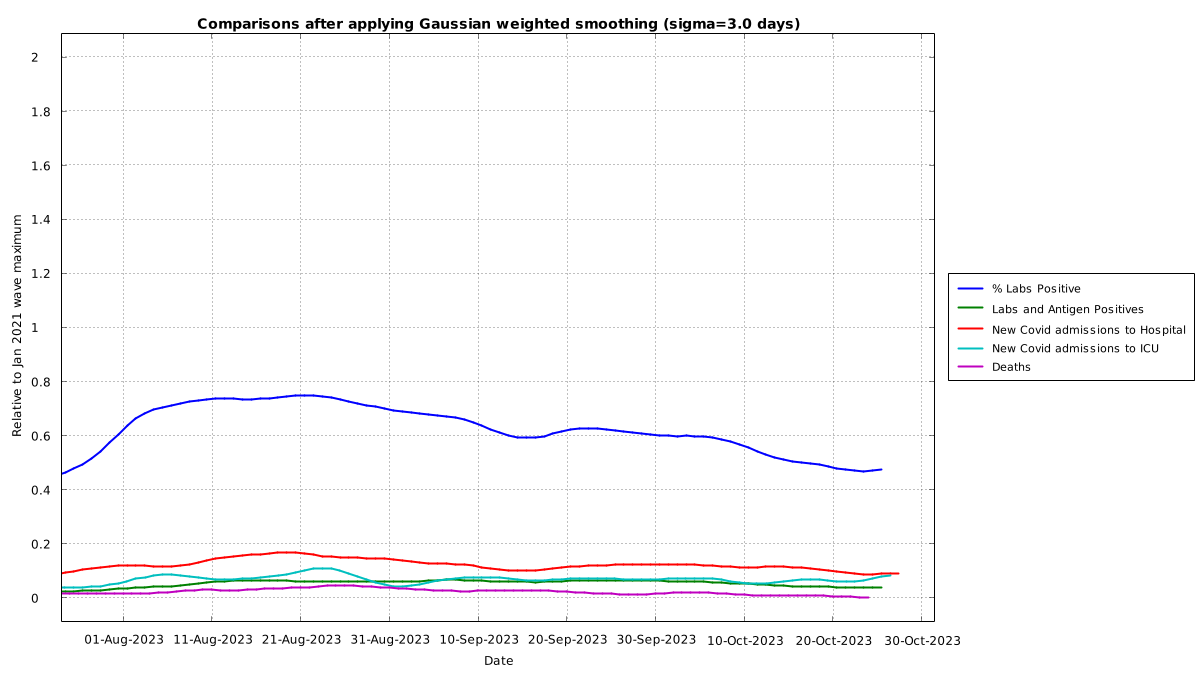 Comparisons after applying Gaussian weighted smoothing (sigma=3.0 days)
2
1.8
1.6
1.4
1.2
1
0.8
0.6
0.4
0.2
0
Relative to Jan 2021 wave maximum
01-Aug-2023 11-Aug-2023 21-Aug-2023 31-Aug-2023 10-Sep-2023 20-Sep-2023 30-Sep-2023 10-Oct-2023 20-Oct-2023 30-Oct-2023
Date
% Labs Positive
Labs and Antigen Positives
New Covid admissions to Hospital
New Covid admissions to ICU
Deaths